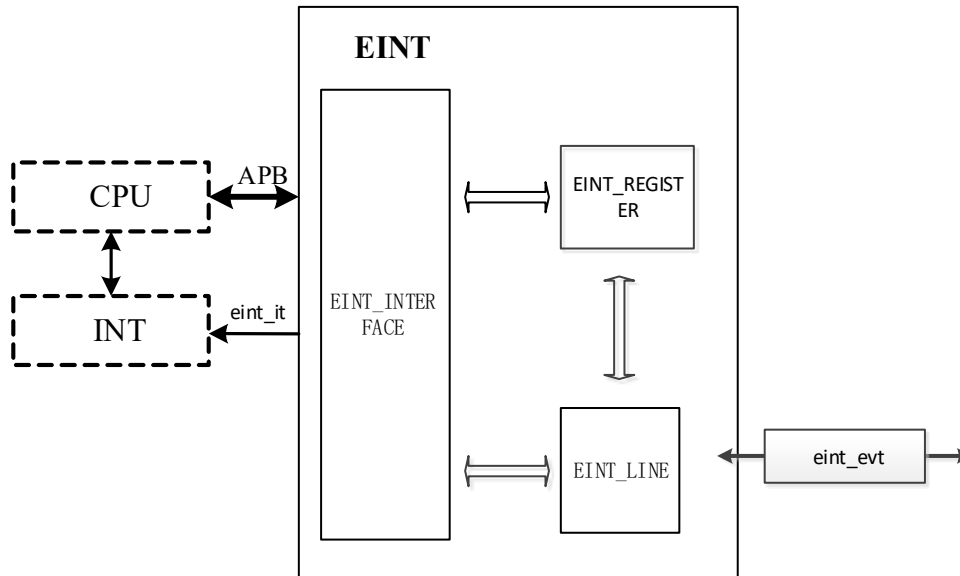 EINT
CPU
APB
INT
eint_it
EINT_INTER
FACE
EINT_REGIST
ER
EINT_LINE
eint_evt